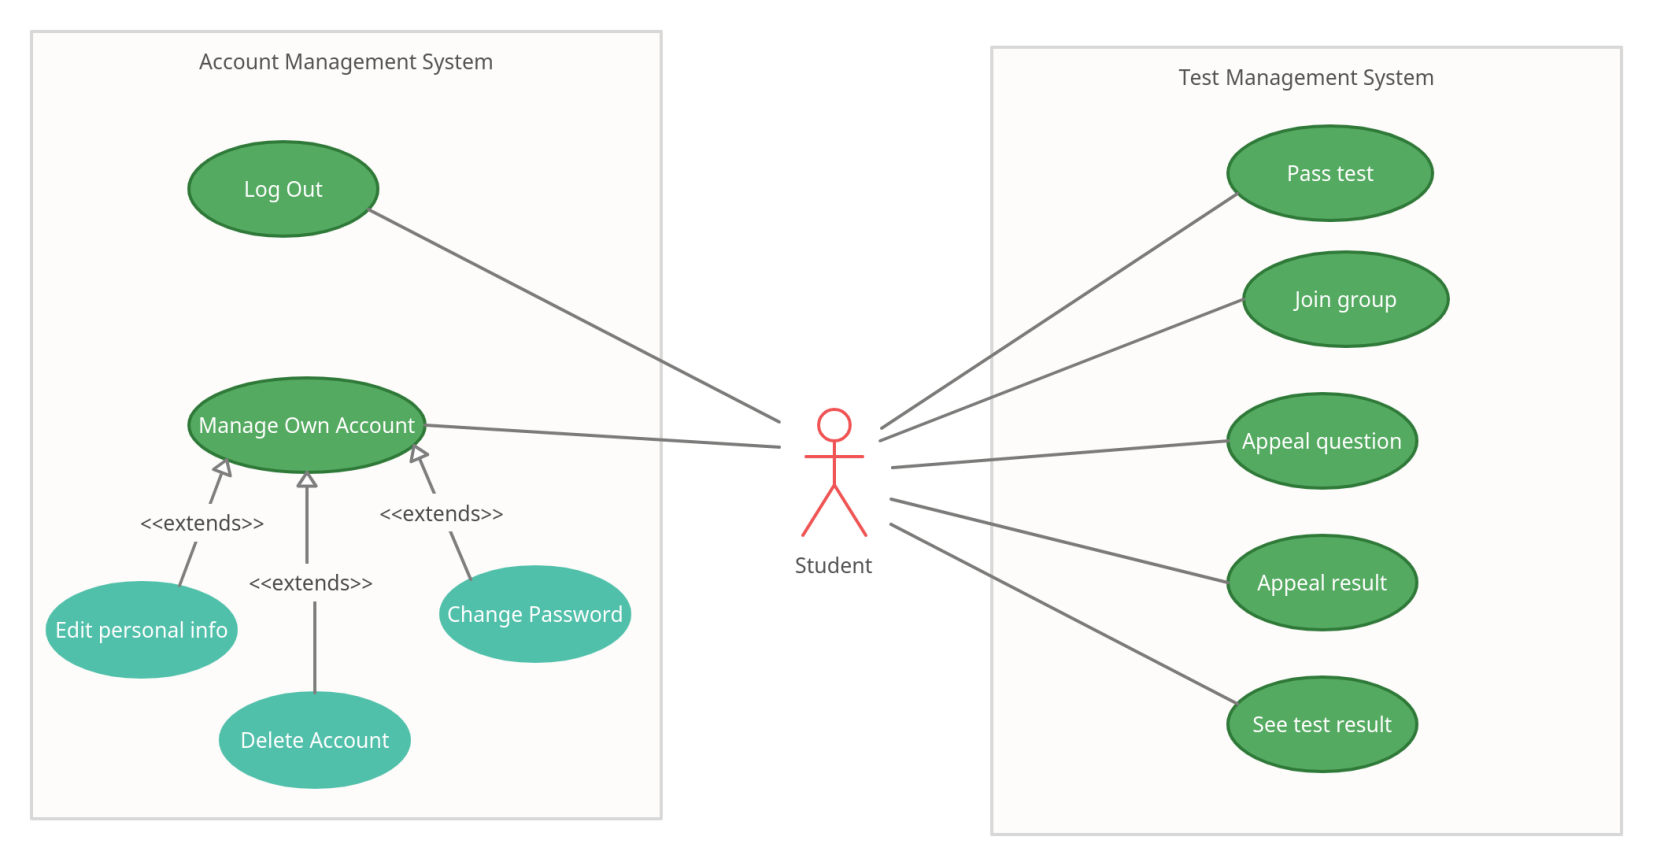 Account Management System
Log Out
Manage Own Account
<<extends>>
<<extends>>
<<extends>>
Edit personal info
Change Password
Delete Account
Student
Test Management System
Pass test
Join group
Appeal question
Appeal result
See test result